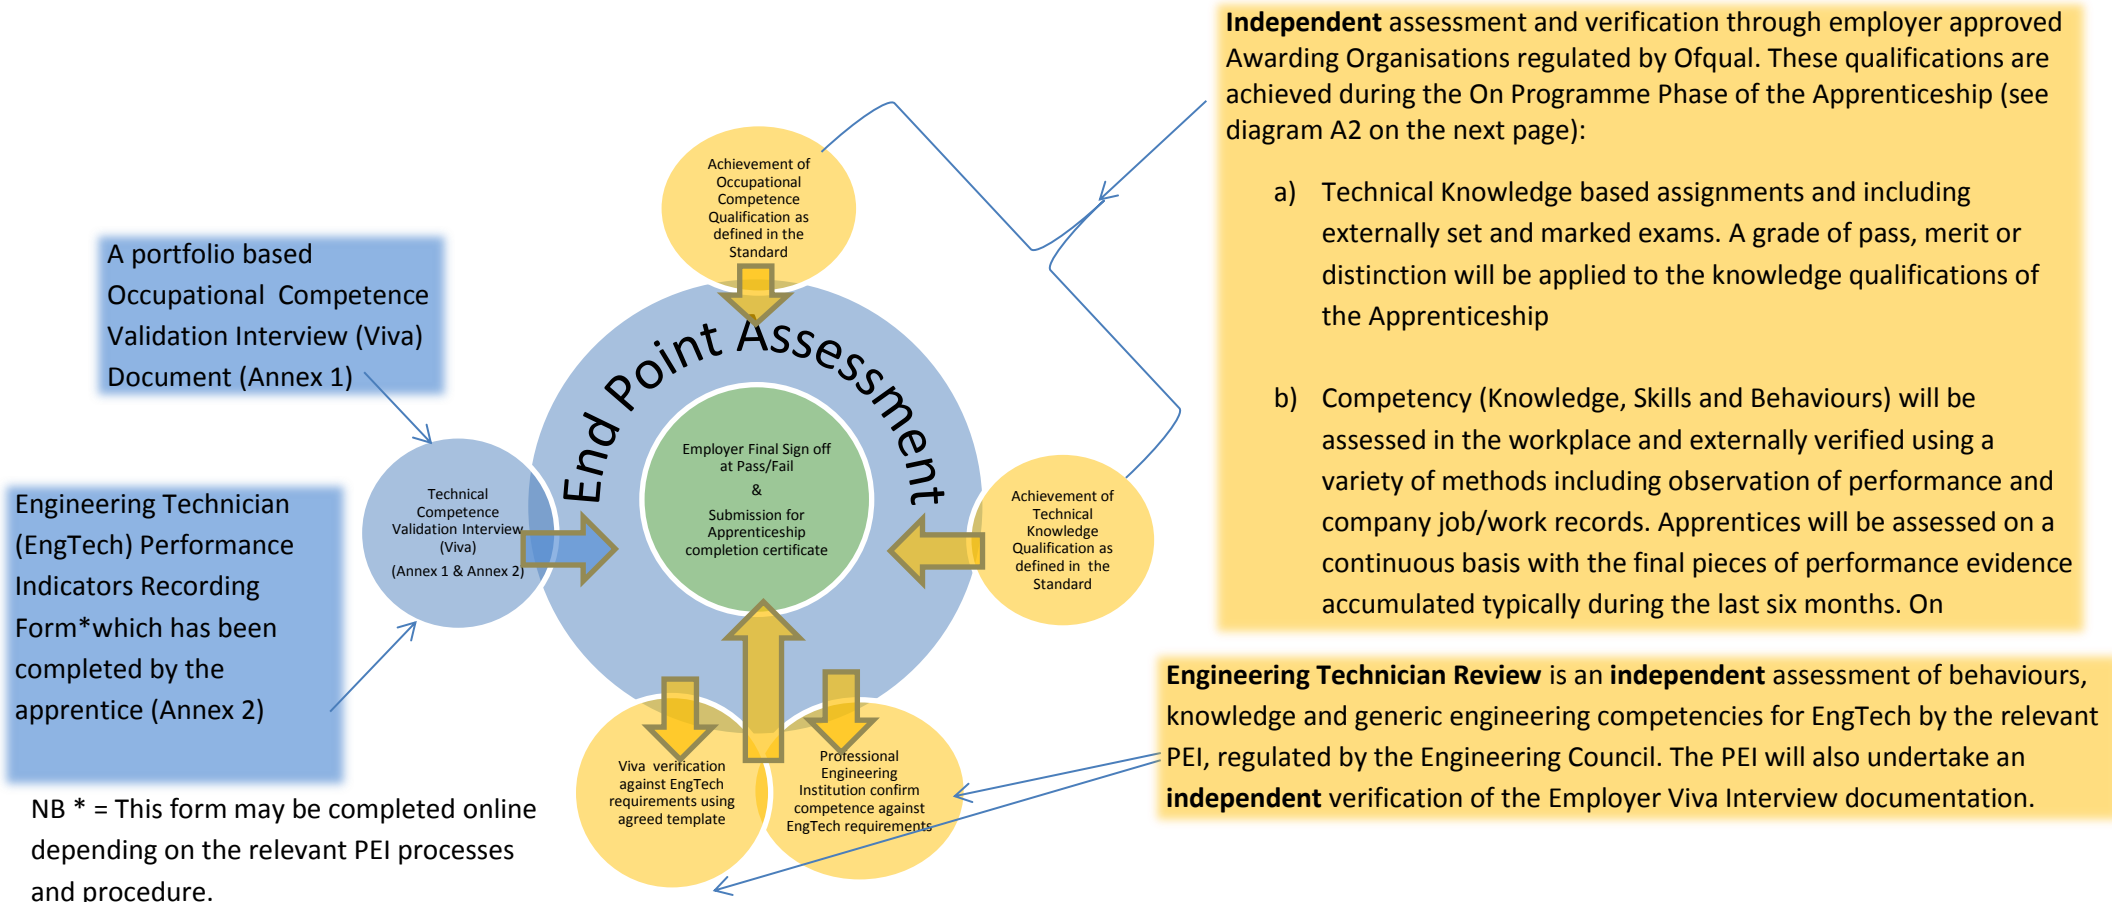 Independent assessment and verification through employer approved
Awarding Organisations regulated by Ofqual. These qualifications are
achieved during the On Programme Phase of the Apprenticeship (see
diagram A2 on the next page):
a) Technical Knowledge based assignments and including
externally set and marked exams. A grade of pass, merit or
distinction will be applied to the knowledge qualifications of
the Apprenticeship
b) Competency (Knowledge, Skills and Behaviours) will be
assessed in the workplace and externally verified using a
variety of methods including observation of performance and
company job/work records. Apprentices will be assessed on a
continuous basis with the final pieces of performance evidence
accumulated typically during the last six months. On
Achievement of
Occupational
Competence
Qualification as
defined in the
Standard
A portfolio based
Occupational Competence
Validation Interview (Viva)
Document (Annex 1)
End Point Assessment
Employer Final Sign off
at Pass/Fail
&
Submission for
Apprenticeship
completion certificate
Technical
Competence
Validation Interview
(Viva)
(Annex 1 & Annex 2)
Achievement of
Technical
Knowledge
Qualification as
defined in the
Standard
Engineering Technician
(EngTech) Performance
Indicators Recording
Form*which has been
completed by the
apprentice (Annex 2)
Viva verification
against EngTech
requirements using
agreed template
Professional
Engineering
Institution confirm
competence against
EngTech requirements
Engineering Technician Review is an independent assessment of behaviours,
knowledge and generic engineering competencies for EngTech by the relevant
PEI, regulated by the Engineering Council. The PEI will also undertake an
independent verification of the Employer Viva Interview documentation.
NB * = This form may be completed online
depending on the relevant PEI processes
and procedure.